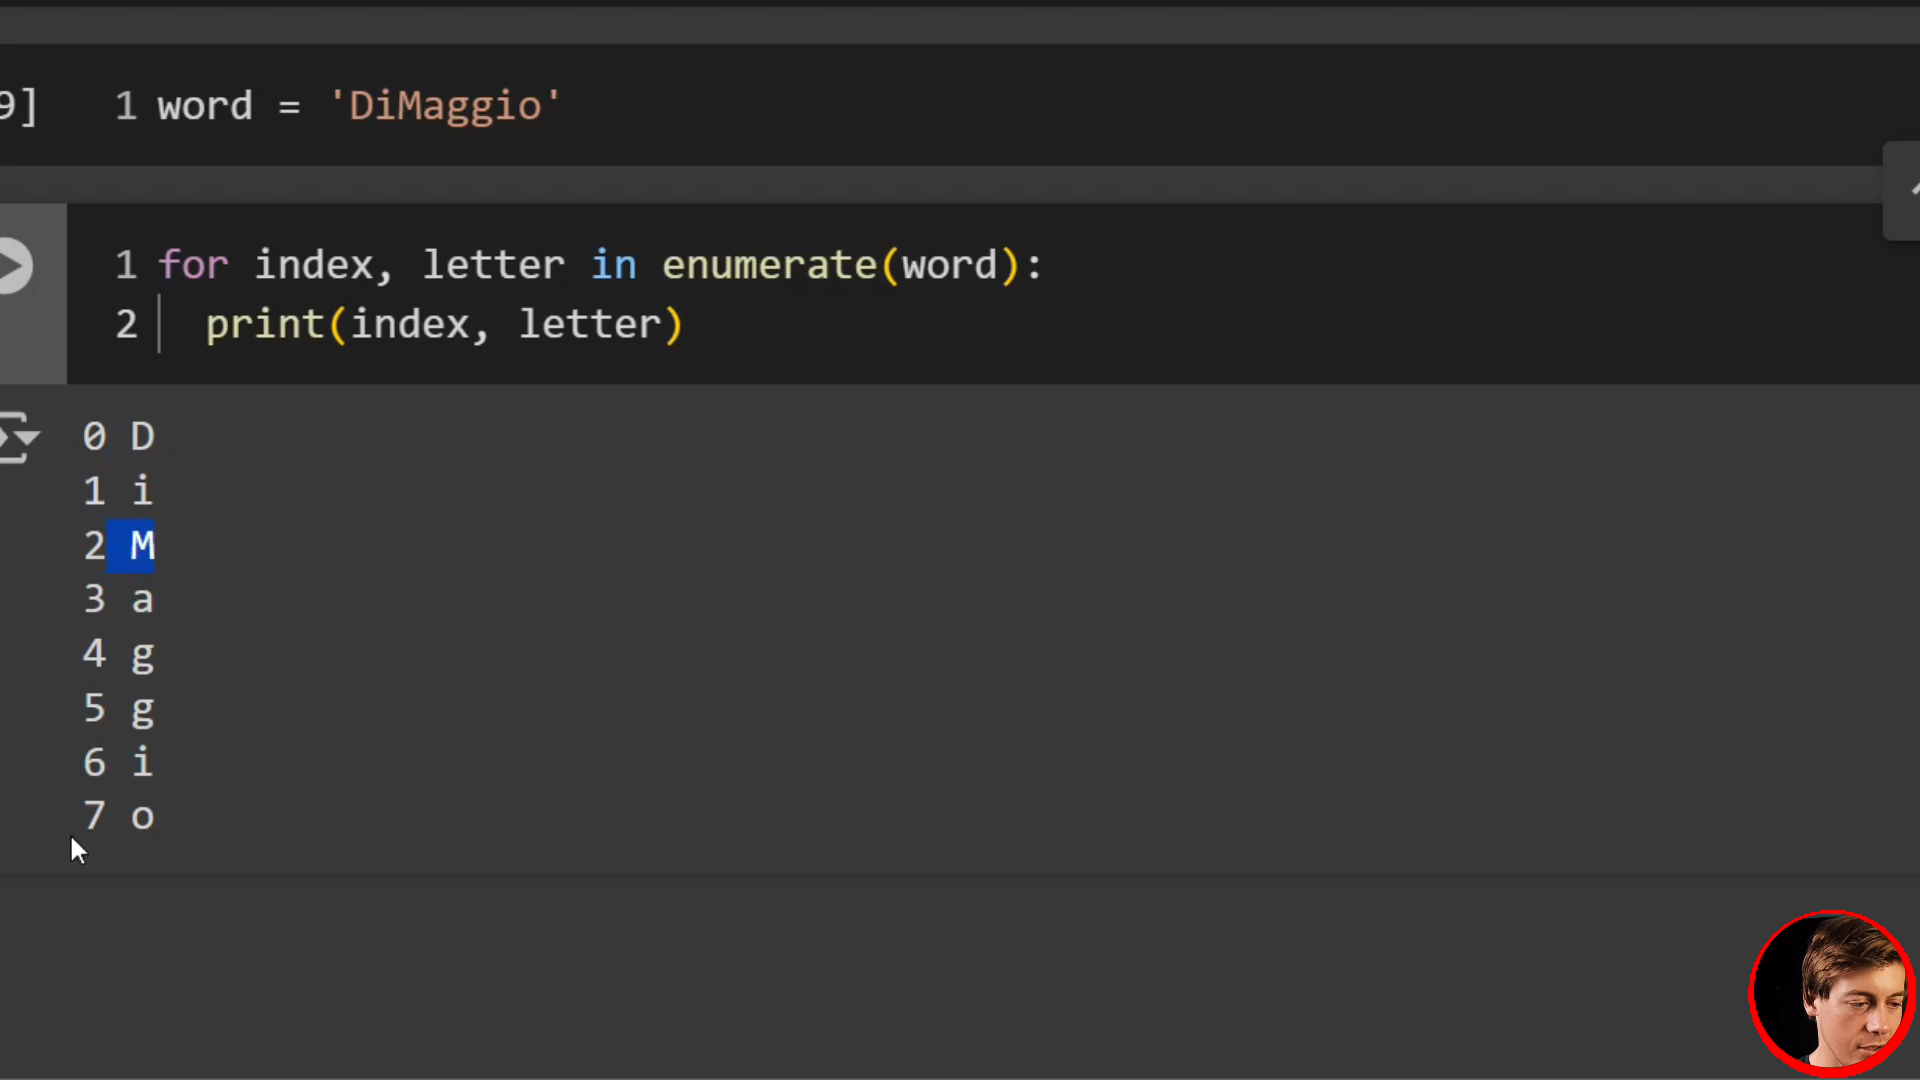 9] 1 word = 'DiMaggio'
1 for index, letter in enumerate(word):
2 print(index, letter)
0 D
1 i
2 M
3 a
4 g
5 g
6 i
7 o